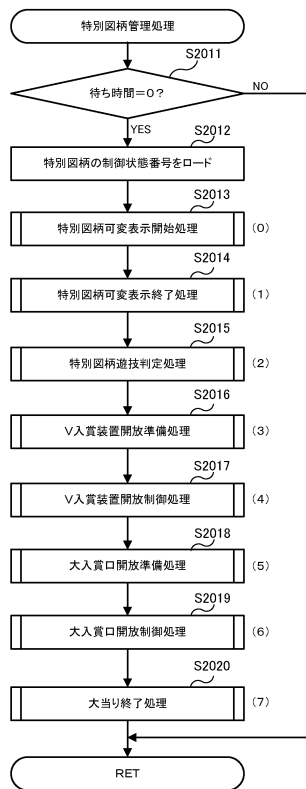 特別図柄管理処理
S2011
待ち時間=0? NO
YES
S2012
特別図柄の制御状態番号をロード
S2013
特別図柄可変表示開始処理 (0)
S2014
特別図柄可変表示終了処理 (1)
S2015
特別図柄遊技判定処理 (2)
S2016
V入賞装置開放準備処理 (3)
S2017
V入賞装置開放制御処理 (4)
S2018
大入賞口開放準備処理 (5)
S2019
大入賞口開放制御処理 (6)
S2020
大当り終了処理 (7)
RET